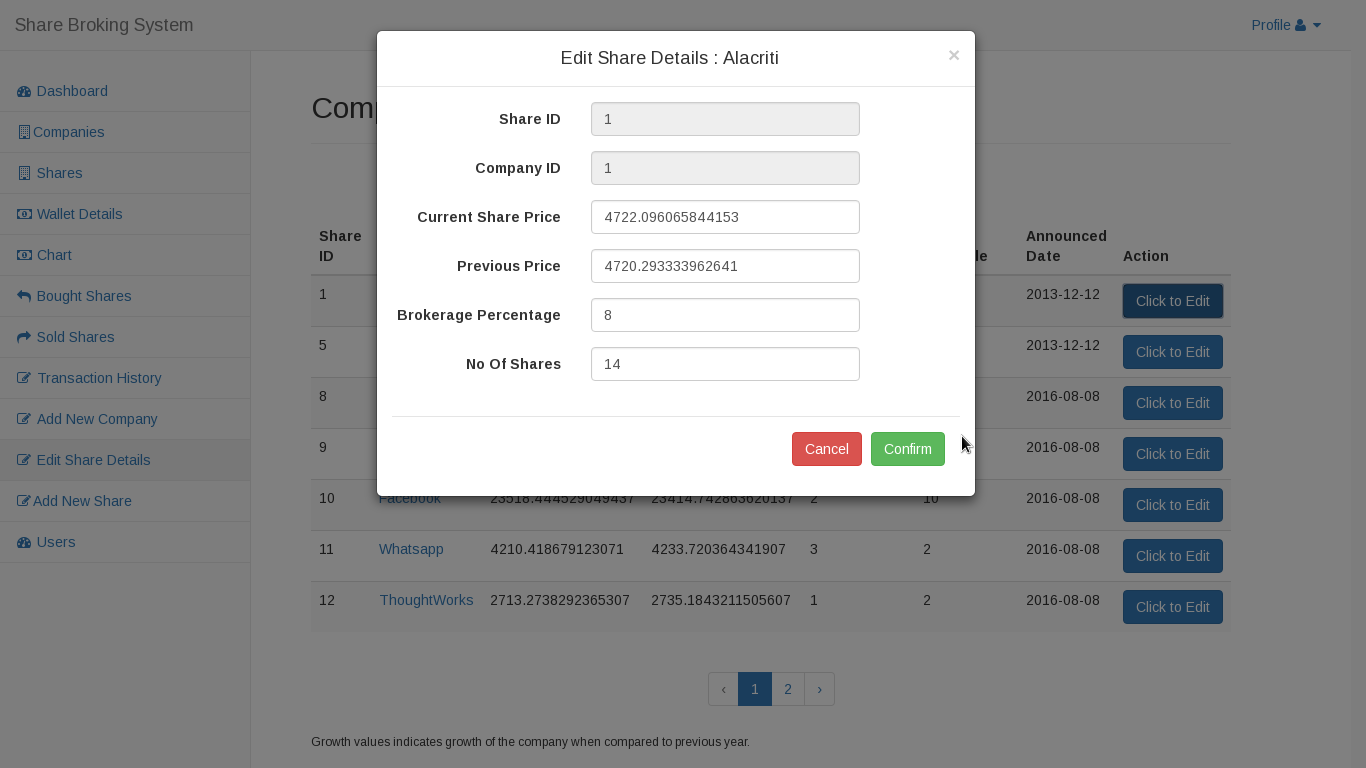 Share Broking System
Profile
Edit Share Details : Alacriti
×
Dashboard
Companies
Shares
Wallet Details
Chart
Bought Shares
Sold Shares
Transaction History
Add New Company
Edit Share Details
Add New Share
Users
Share ID
1
Company ID
1
Current Share Price
4722.096065844153
Previous Price
4720.293333962641
Brokerage Percentage
8
No Of Shares
14
Cancel
Confirm
Share
ID
Announced
Date
Action
1 2013-12-12 Click to Edit
5 2013-12-12 Click to Edit
8 2016-08-08 Click to Edit
9 2016-08-08 Click to Edit
10 Facebook 23518.444529049437 23414.742863620137 2 10 2016-08-08 Click to Edit
11 Whatsapp 4210.418679123071 4233.720364341907 3 2 2016-08-08 Click to Edit
12 ThoughtWorks 2713.2738292365307 2735.1843211505607 1 2 2016-08-08 Click to Edit
‹ 1 2 ›
Growth values indicates growth of the company when compared to previous year.